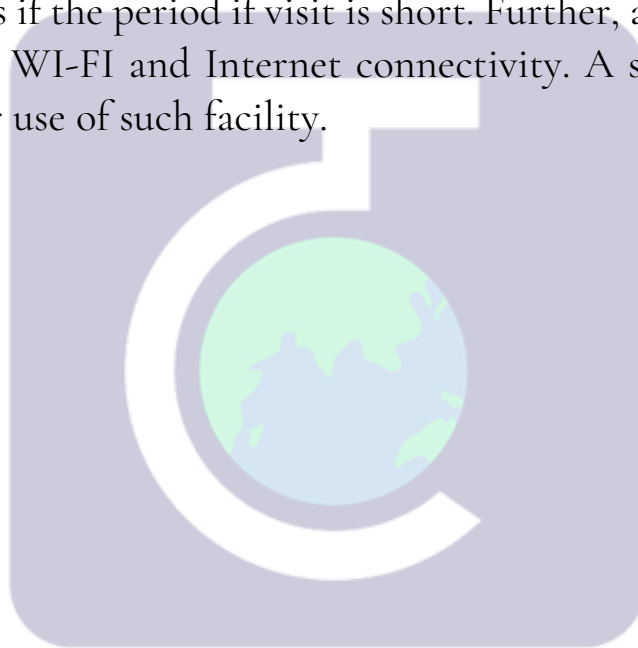 s if the period if visit is short. Further, a
WI-FI and Internet connectivity. A s
r use of such facility.